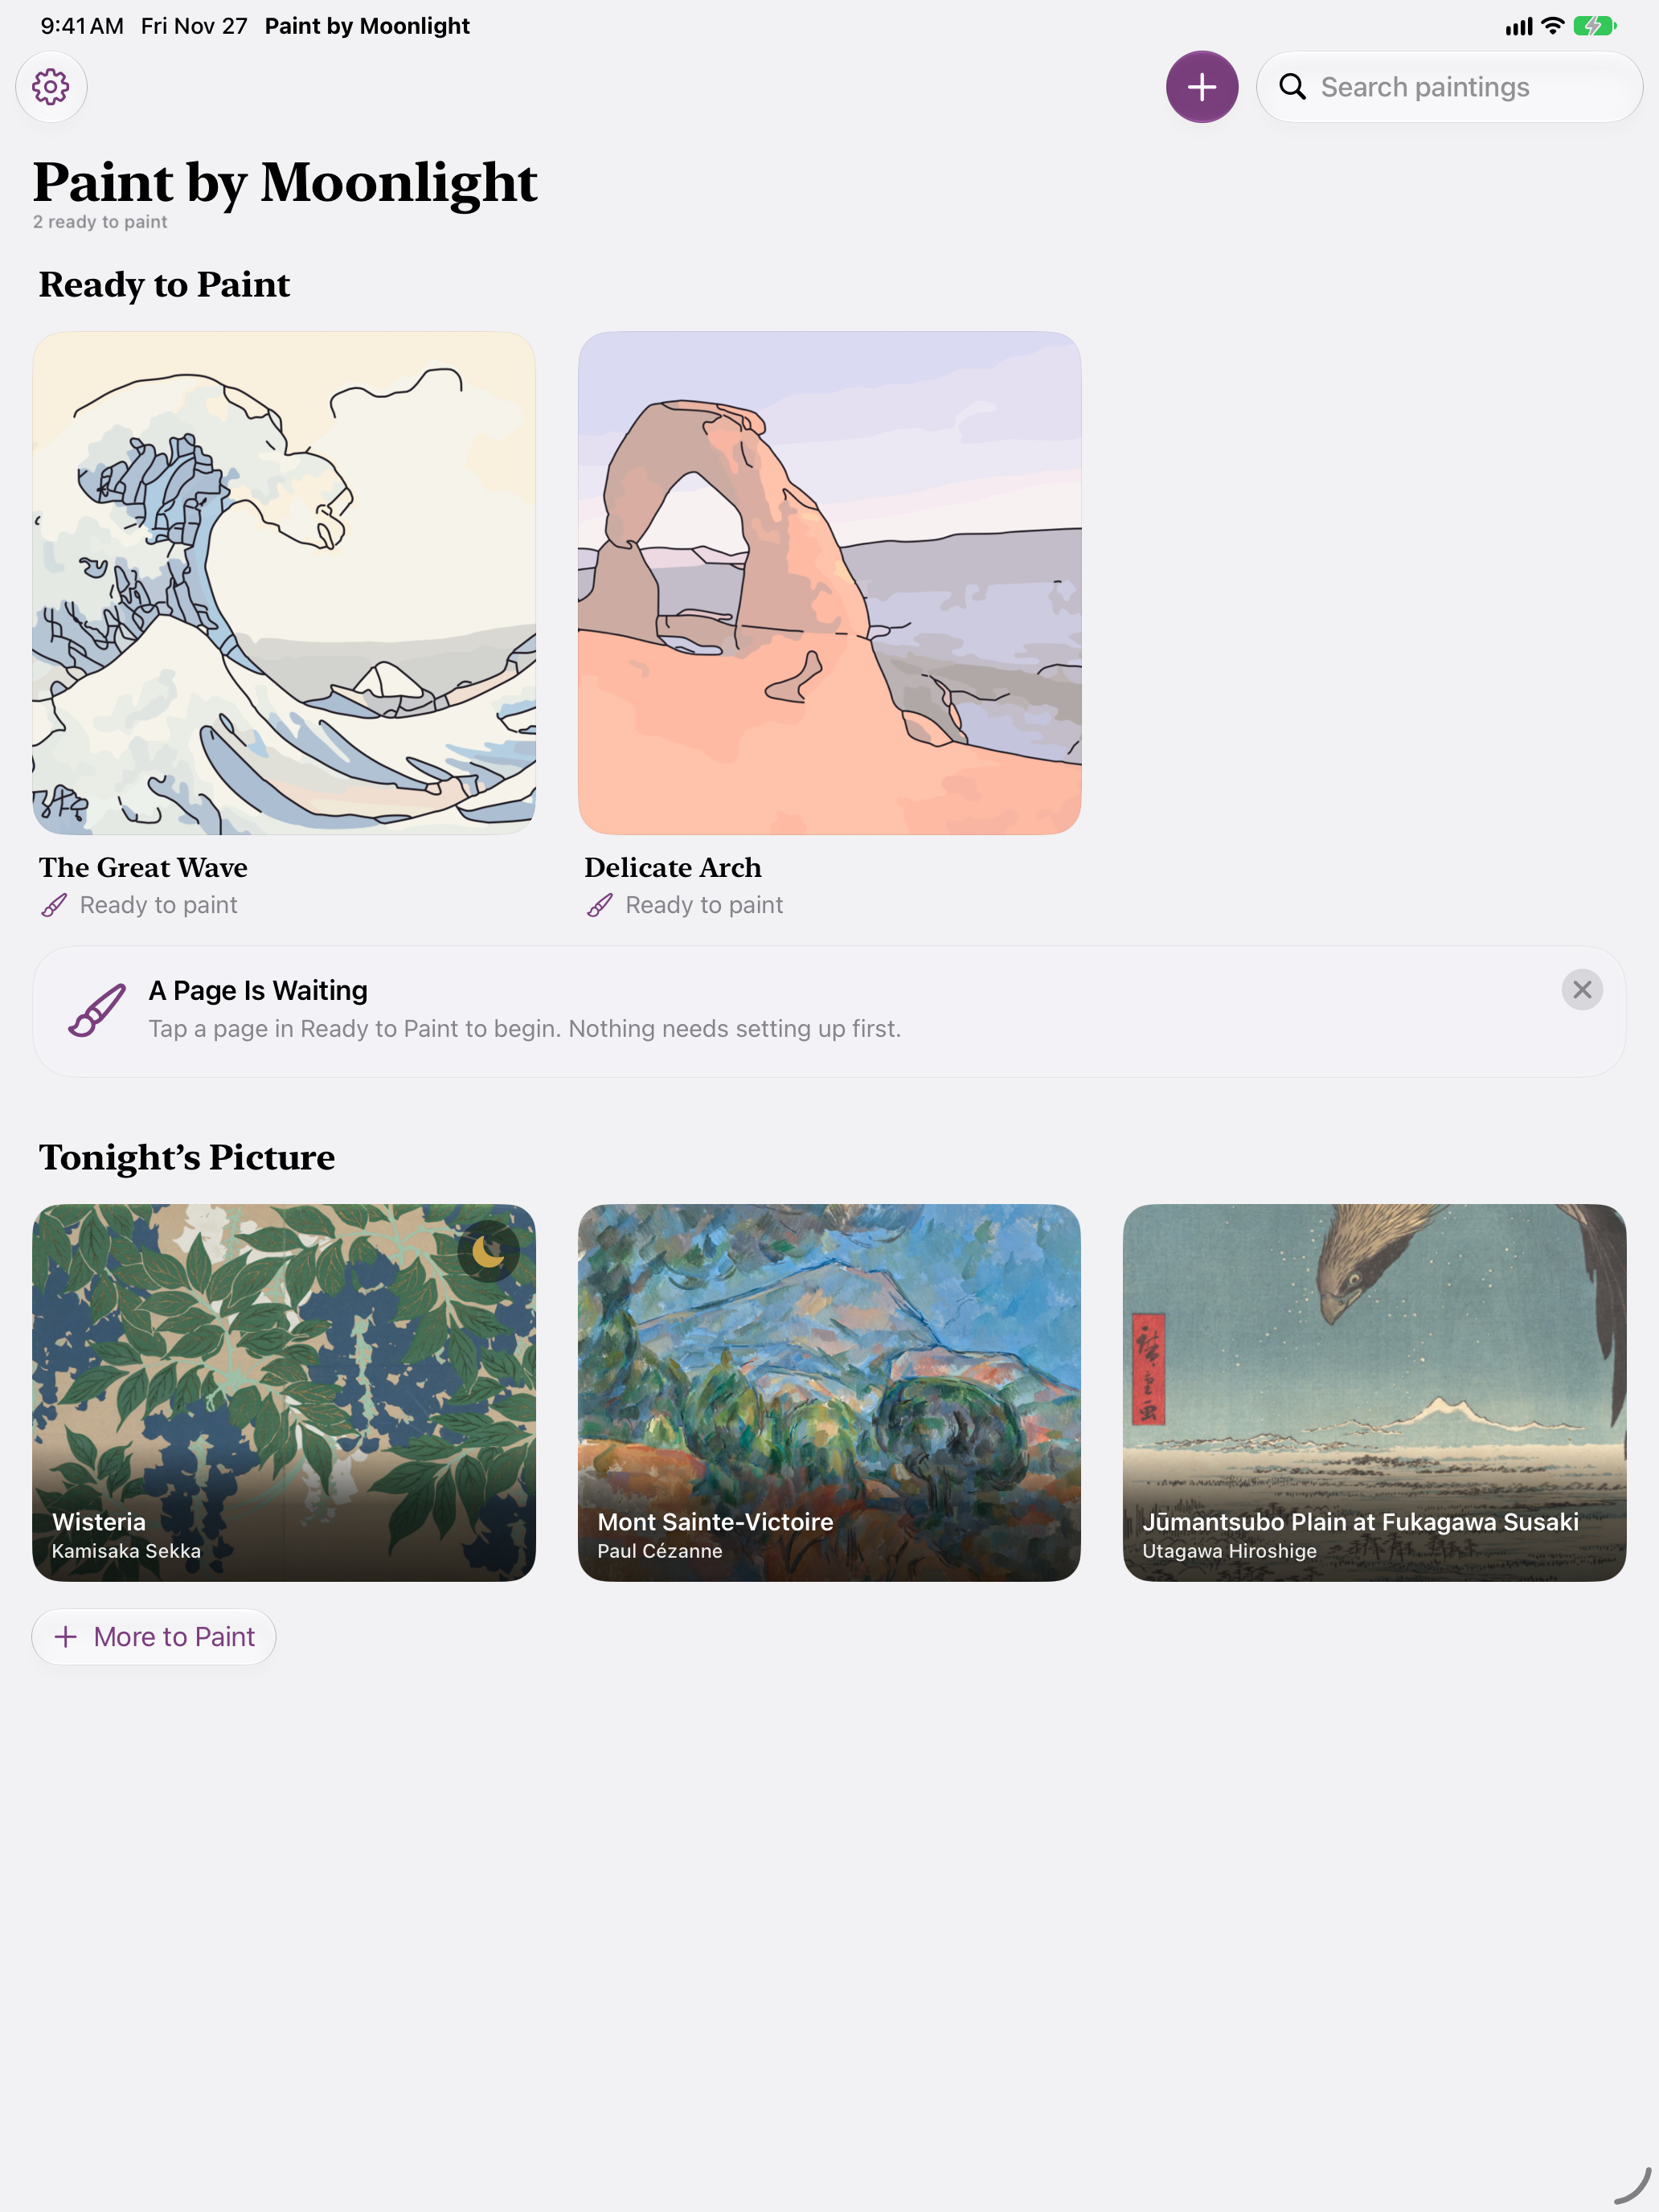 9:41 AM Fri Nov 27 Paint by Moonlight
Search paintings
Paint by Moonlight
2 ready to paint
Ready to Paint
The Great Wave
Ready to paint
Delicate Arch
Ready to paint
A Page Is Waiting
Tap a page in Ready to Paint to begin. Nothing needs setting up first.
Tonight’s Picture
廣重画
Wisteria
Kamisaka Sekka
Mont Sainte-Victoire
Paul Cézanne
Jūmantsubo Plain at Fukagawa Susaki
Utagawa Hiroshige
More to Paint